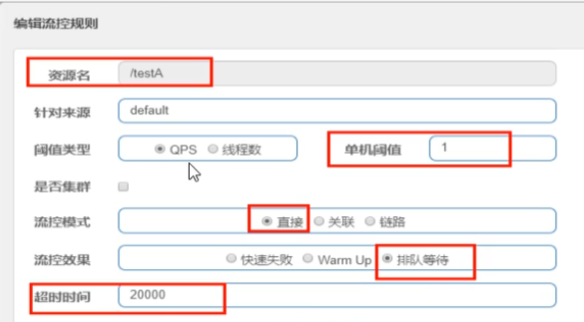 编辑流控规则
资源名 /testA
针对来源 default
阈值类型 QPS 线程数 单机阈值 1
是否集群
流控模式 直接 关联 链路
流控效果 快速失败 Warm Up 排队等待
超时时间 20000